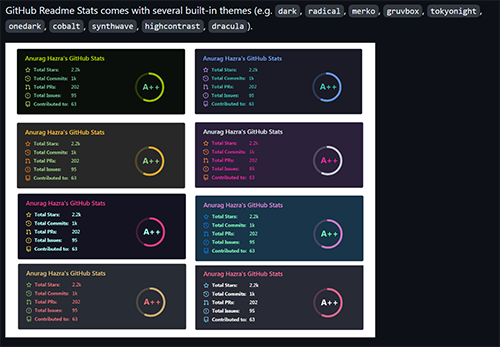 GitHub Readme Stats comes with several built-in themes (e.g. dark, radical, merko, gruvbox, tokyonight,
onedark, cobalt, synthwave, highcontrast, dracula).
Anurag Hazra's GitHub Stats
Total Stars: 2.2k
Total Commits: 1k
Total PRs: 202
Total Issues: 95
Contributed to: 63
A++
Anurag Hazra's GitHub Stats
Total Stars: 2.2k
Total Commits: 1k
Total PRs: 202
Total Issues: 95
Contributed to: 63
A++
Anurag Hazra's GitHub Stats
Total Stars: 2.2k
Total Commits: 1k
Total PRs: 202
Total Issues: 95
Contributed to: 63
A++
Anurag Hazra's GitHub Stats
Total Stars: 2.2k
Total Commits: 1k
Total PRs: 202
Total Issues: 95
Contributed to: 63
A++
Anurag Hazra's GitHub Stats
Total Stars: 2.2k
Total Commits: 1k
Total PRs: 202
Total Issues: 95
Contributed to: 63
A++
Anurag Hazra's GitHub Stats
Total Stars: 2.2k
Total Commits: 1k
Total PRs: 202
Total Issues: 95
Contributed to: 63
A++
Anurag Hazra's GitHub Stats
Total Stars: 2.2k
Total Commits: 1k
Total PRs: 202
Total Issues: 95
Contributed to: 63
A++
Anurag Hazra's GitHub Stats
Total Stars: 2.2k
Total Commits: 1k
Total PRs: 202
Total Issues: 95
Contributed to: 63
A++